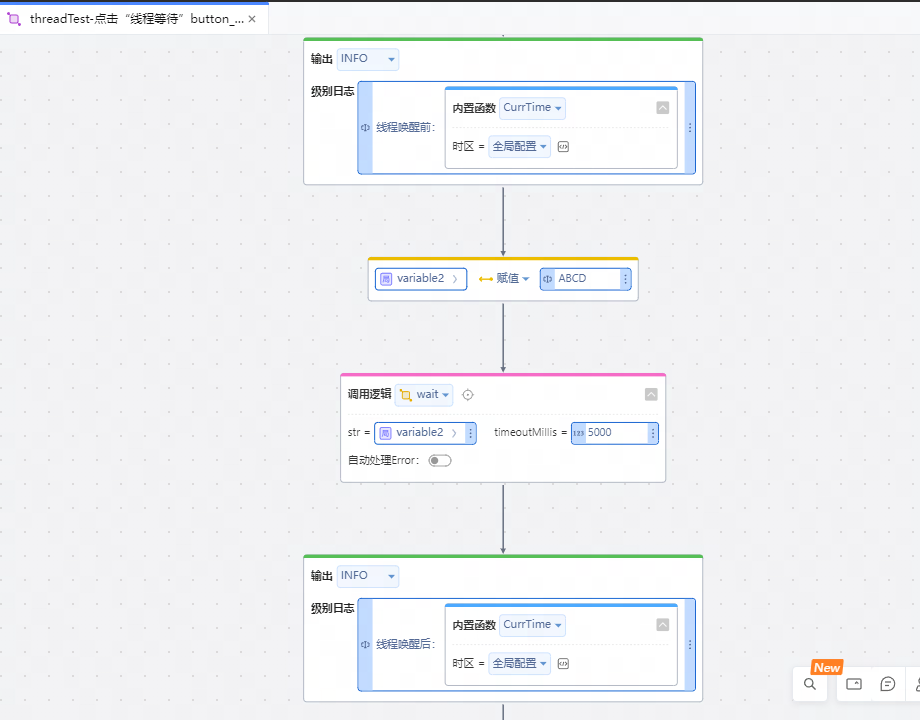 threadTest-点击“线程等待”button_...
输出 INFO
级别日志
内置函数 CurrTime
线程唤醒前：
时区 = 全局配置
局 variable2 赋值 ABCD
调用逻辑 wait
str = 局 variable2 timeoutMillis = 123 5000
自动处理Error：
输出 INFO
级别日志
内置函数 CurrTime
线程唤醒后：
时区 = 全局配置
New